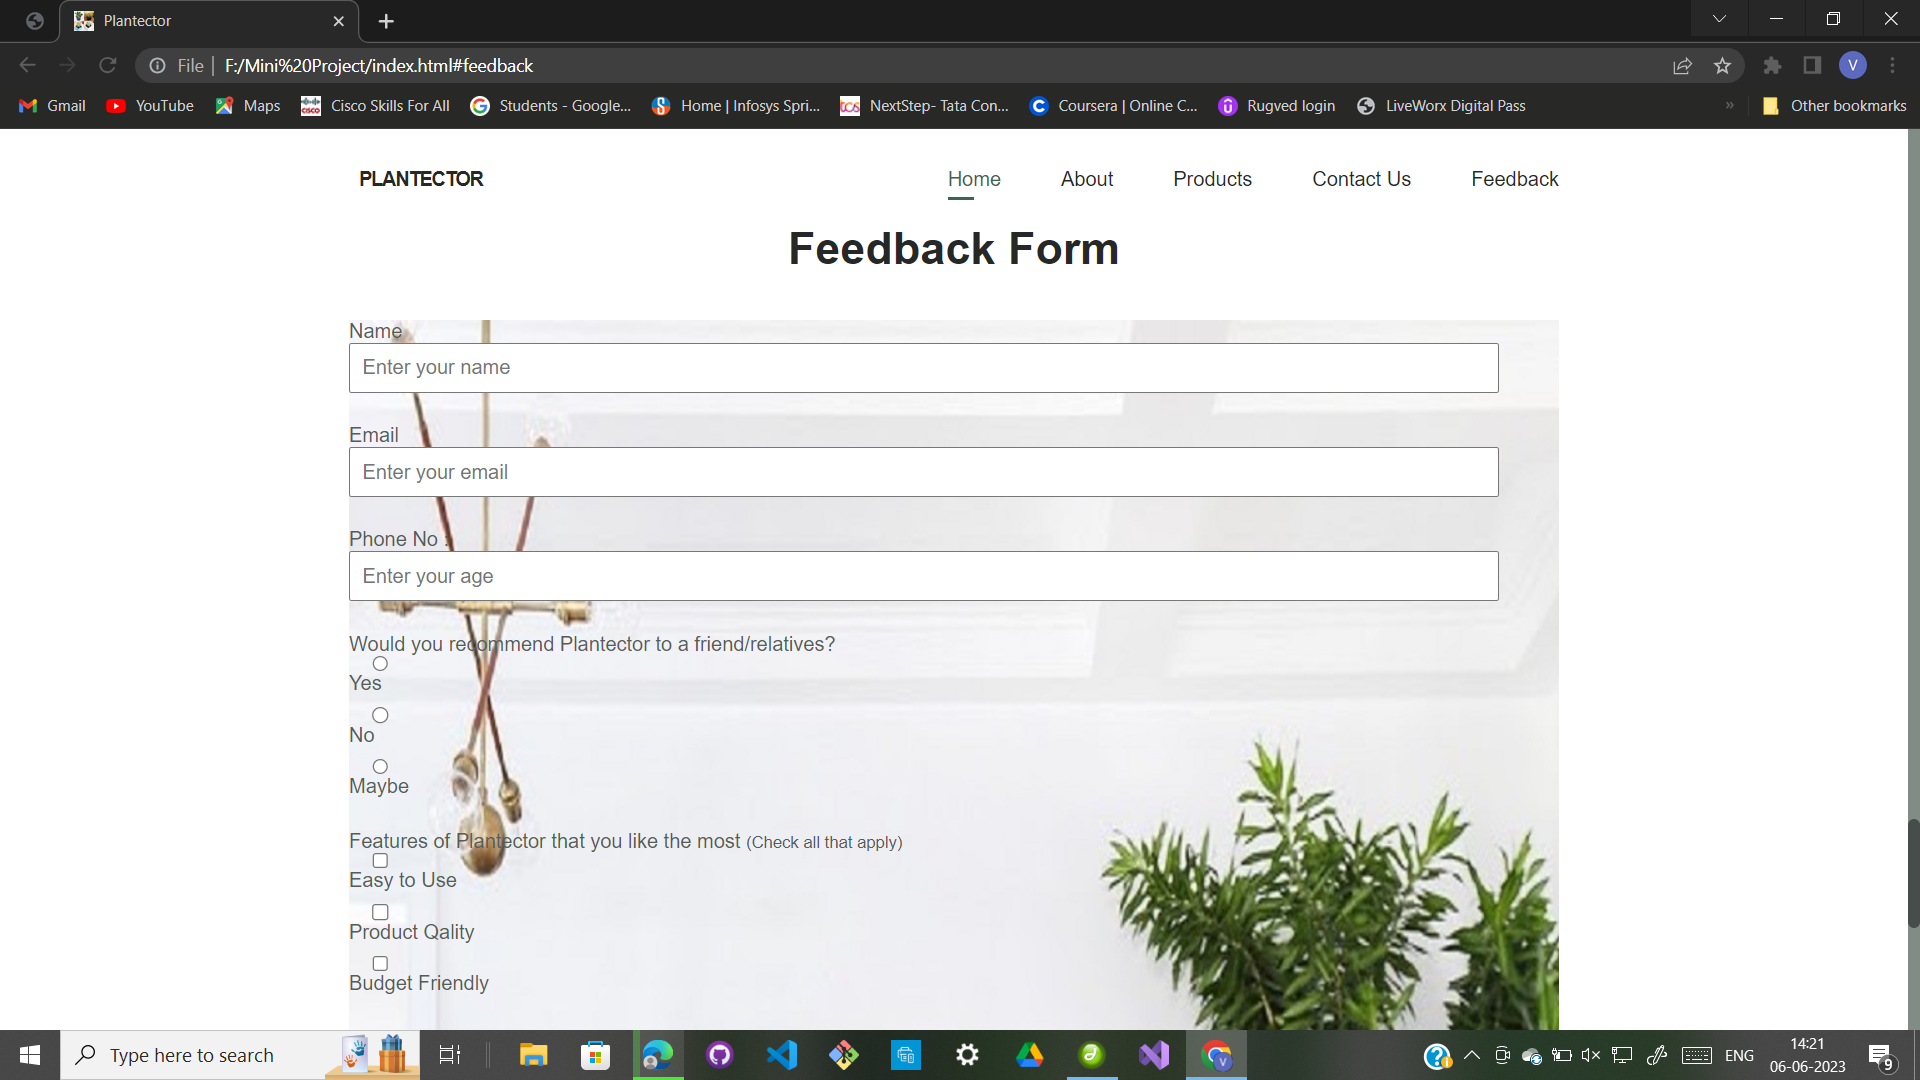 Plantector
File | F:/Mini%20Project/index.html#feedback
V
Gmail YouTube Maps Cisco Skills For All Students - Google... Home | Infosys Spri... NextStep- Tata Con... Coursera | Online C... Rugved login LiveWorx Digital Pass » Other bookmarks
PLANTECTOR Home About Products Contact Us Feedback
Feedback Form
Name
Enter your name
Email
Enter your email
Phone No :
Enter your age
Would you recommend Plantector to a friend/relatives?
Yes
No
Maybe
Features of Plantector that you like the most (Check all that apply)
Easy to Use
Product Qality
Budget Friendly
Type here to search
ENG
14:21
06-06-2023
9